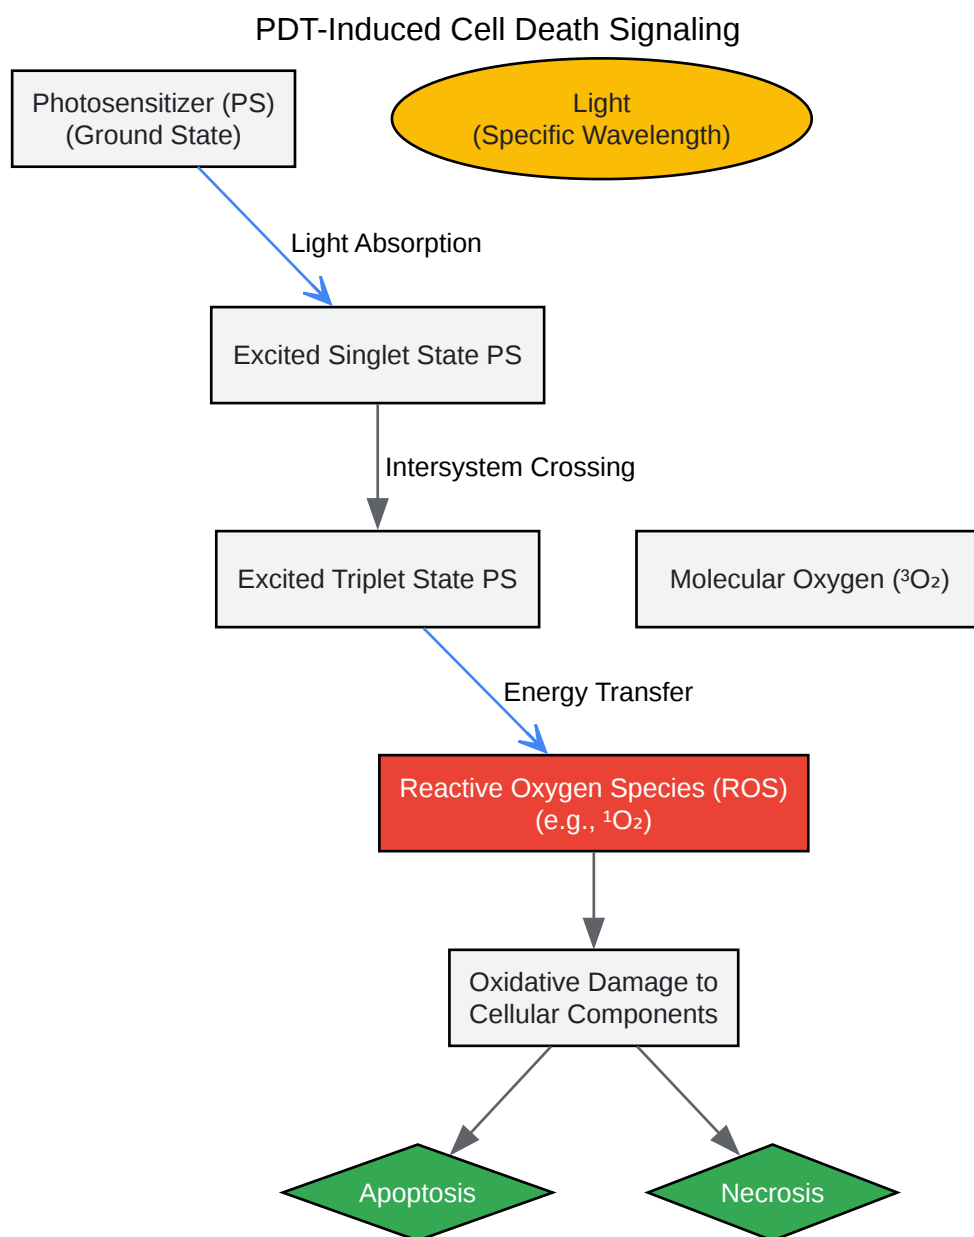 PDT-Induced Cell Death Signaling
Photosensitizer (PS)
(Ground State)
Light
(Specific Wavelength)
Light Absorption
Excited Singlet State PS
Intersystem Crossing
Excited Triplet State PS
Molecular Oxygen (³O₂)
Energy Transfer
Reactive Oxygen Species (ROS)
(e.g., ¹O₂)
Oxidative Damage to
Cellular Components
Apoptosis
Necrosis